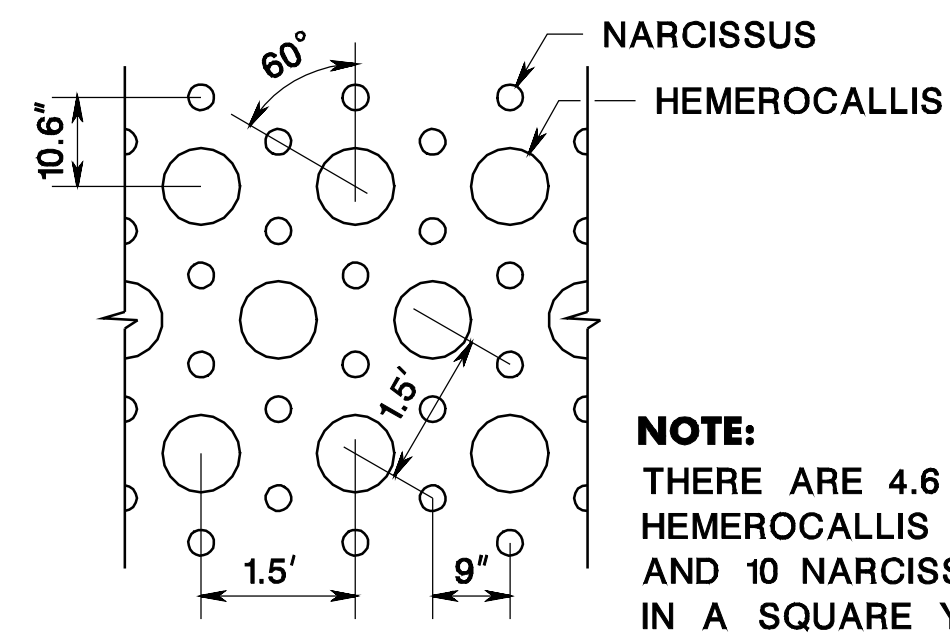 60°
NARCISSUS
HEMEROCALLIS
10.6"
1.5'
1.5'
9"
NOTE:
THERE ARE 4.6
HEMEROCALLIS
AND 10 NARCISS
IN A SQUARE